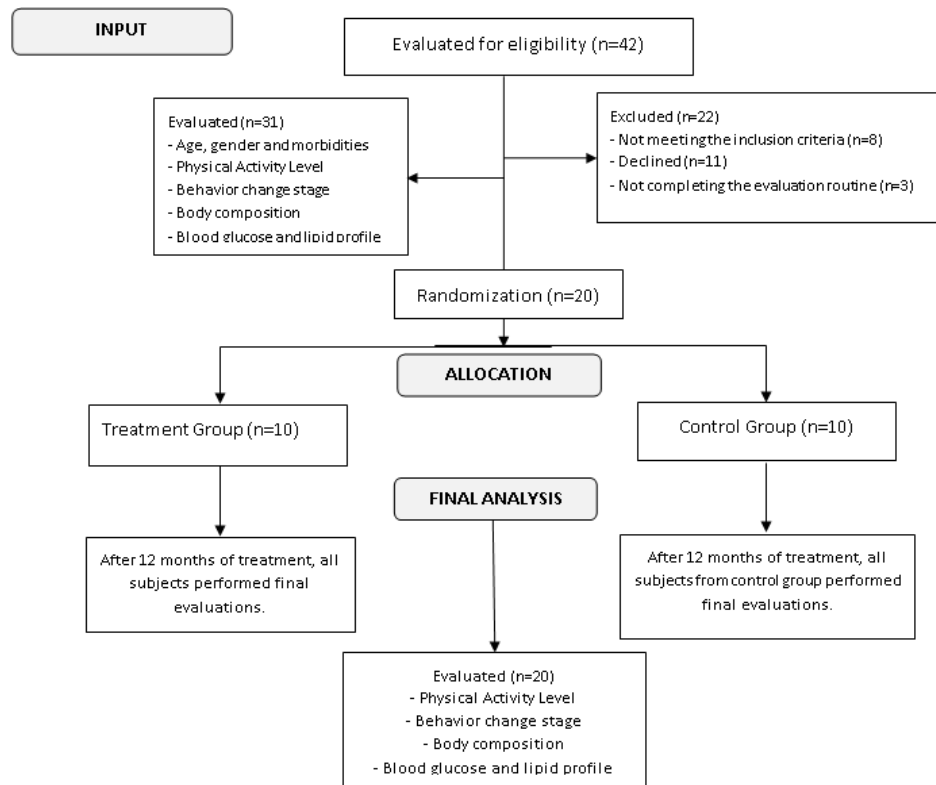 INPUT
Evaluated for eligibility (n=42)
Evaluated (n=31)
- Age, gender and morbidities
- Physical Activity Level
- Behavior change stage
- Body composition
- Blood glucose and lipid profile
Excluded (n=22)
- Not meeting the inclusion criteria (n=8)
- Declined (n=11)
- Not completing the evaluation routine (n=3)
Randomization (n=20)
ALLOCATION
Treatment Group (n=10)
Control Group (n=10)
FINAL ANALYSIS
After 12 months of treatment, all
subjects performed final
evaluations.
After 12 months of treatment, all
subjects from control group performed
final evaluations.
Evaluated (n=20)
- Physical Activity Level
- Behavior change stage
- Body composition
- Blood glucose and lipid profile